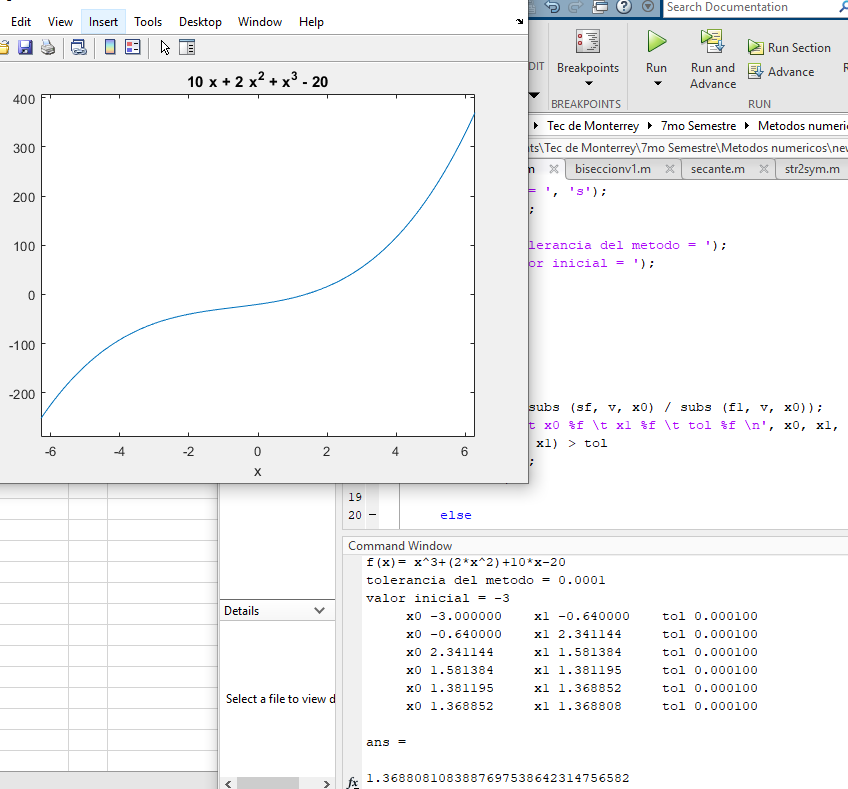 Edit View Insert Tools Desktop Window Help
10 x + 2 x² + x³ - 20
400
300
200
100
0
-100
-200
-6 -4 -2 0 2 4 6
x
Search Documentation
Breakpoints
Run
Run and Advance
Run Section
Advance
BREAKPOINTS
RUN
Tec de Monterrey 7mo Semestre Metodos
\Tec de Monterrey\7mo Semestre\Metodos numericos\
biseccionv1.m secante.m str2sym.m
= ', 's');
;
del metodo = ');
inicial = ');
subs (sf, v, x0) / subs (f1, v, x0));
t x0 %f \t x1 %f \t tol %f \n', x0, x1,
x1) > tol
;
19
20 else
Command Window
f(x)= x^3+(2*x^2)+10*x-20
tolerancia del metodo = 0.0001
valor inicial = -3
x0 -3.000000 x1 -0.640000 tol 0.000100
x0 -0.640000 x1 2.341144 tol 0.000100
x0 2.341144 x1 1.581384 tol 0.000100
x0 1.581384 x1 1.381195 tol 0.000100
x0 1.381195 x1 1.368852 tol 0.000100
x0 1.368852 x1 1.368808 tol 0.000100
ans =
fx 1.3688081083887697538642314756582
Details
Select a file to view